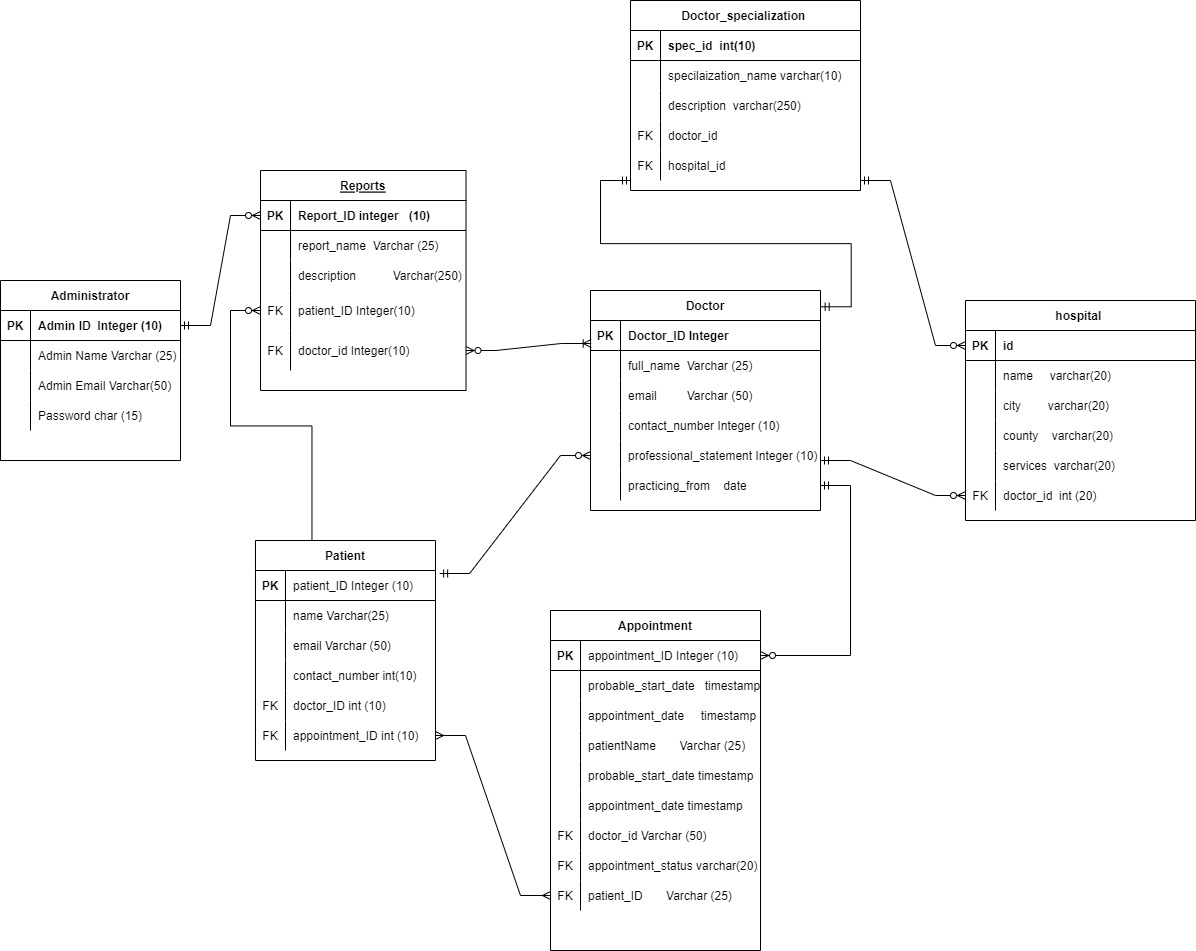 Doctor_specialization
PK spec_id int(10)
specilaization_name varchar(10)
description varchar(250)
FK doctor_id
FK hospital_id
Reports
PK Report_ID integer (10)
report_name Varchar (25)
description Varchar(250)
FK patient_ID Integer(10)
FK doctor_id Integer(10)
Administrator
PK Admin ID Integer (10)
Admin Name Varchar (25)
Admin Email Varchar(50)
Password char (15)
Doctor
PK Doctor_ID Integer
full_name Varchar (25)
email Varchar (50)
contact_number Integer (10)
professional_statement Integer (10)
practicing_from date
hospital
PK id
name varchar(20)
city varchar(20)
county varchar(20)
services varchar(20)
FK doctor_id int (20)
Patient
PK patient_ID Integer (10)
name Varchar(25)
email Varchar (50)
contact_number int(10)
FK doctor_ID int (10)
FK appointment_ID int (10)
Appointment
PK appointment_ID Integer (10)
probable_start_date timestamp
appointment_date timestamp
patientName Varchar (25)
probable_start_date timestamp
appointment_date timestamp
FK doctor_id Varchar (50)
FK appointment_status varchar(20)
FK patient_ID Varchar (25)